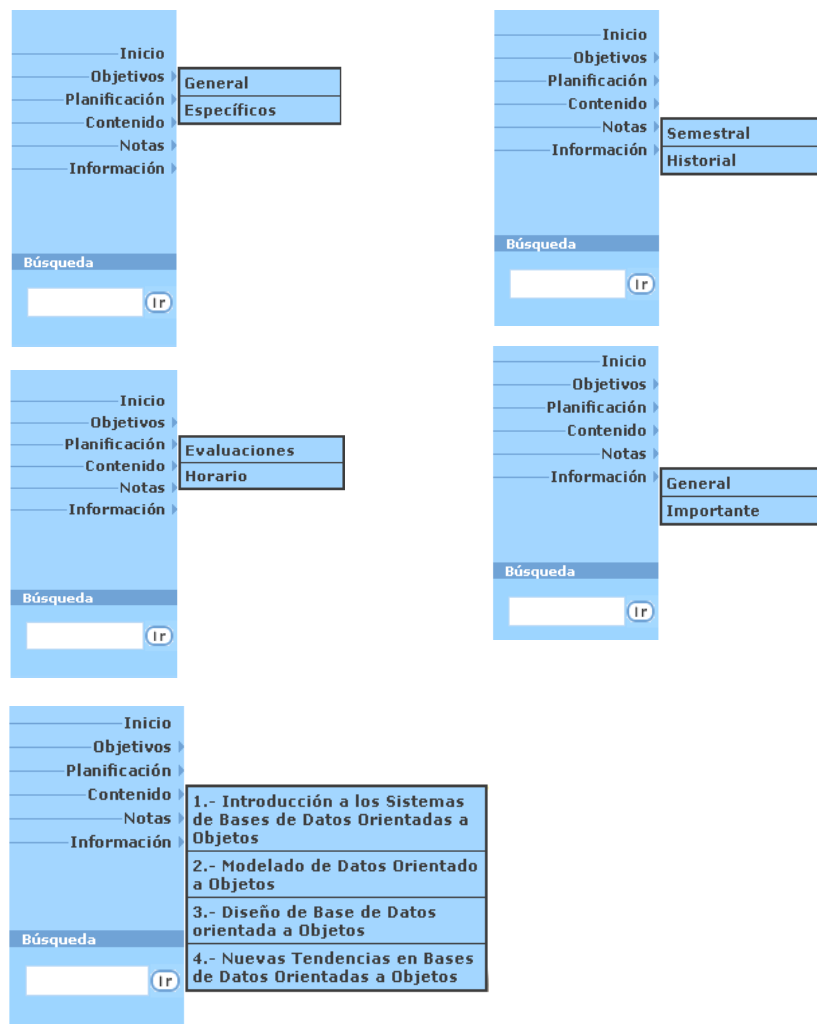 Inicio
Objetivos
Planificación
Contenido
Notas
Información
General
Específicos
Búsqueda
Ir
Inicio
Objetivos
Planificación
Contenido
Notas
Información
Semestral
Historial
Búsqueda
Ir
Inicio
Objetivos
Planificación
Contenido
Notas
Información
Evaluaciones
Horario
Búsqueda
Ir
Inicio
Objetivos
Planificación
Contenido
Notas
Información
General
Importante
Búsqueda
Ir
Inicio
Objetivos
Planificación
Contenido
Notas
Información
1.- Introducción a los Sistemas
de Bases de Datos Orientadas a
Objetos
2.- Modelado de Datos Orientado
a Objetos
3.- Diseño de Base de Datos
orientada a Objetos
4.- Nuevas Tendencias en Bases
de Datos Orientadas a Objetos
Búsqueda
Ir